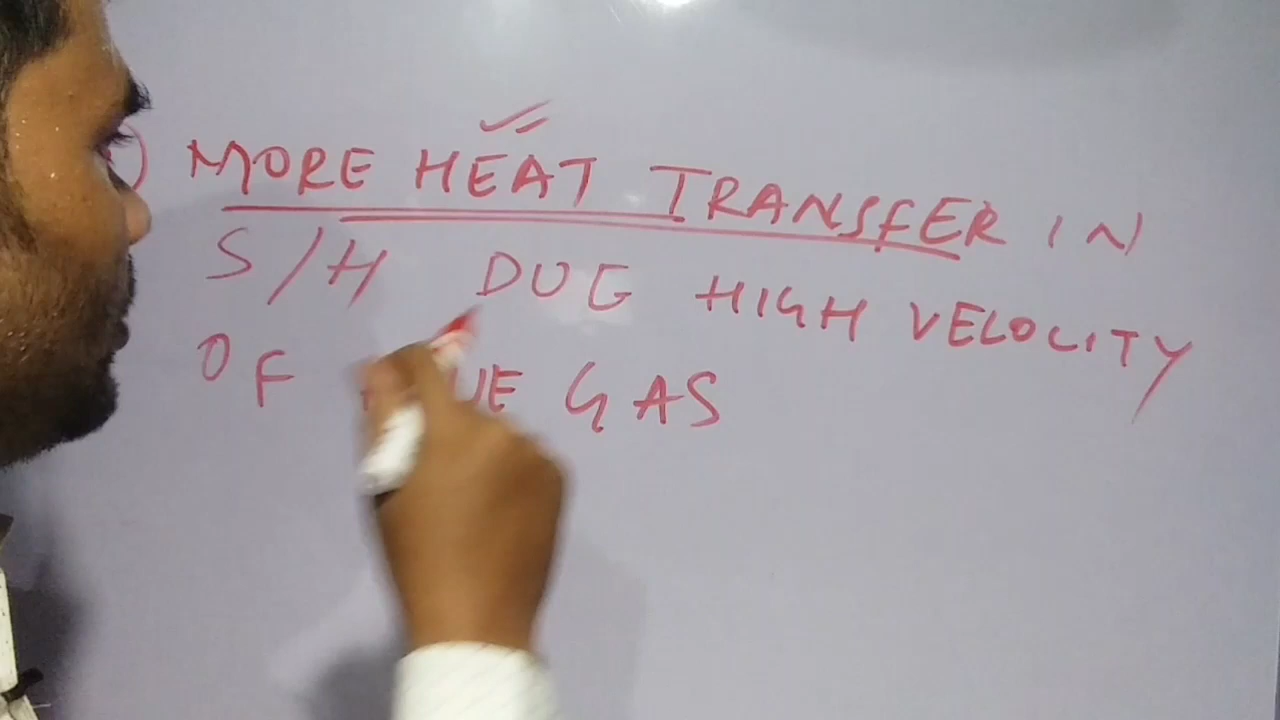 ) MORE HEAT TRANSFER IN
S/H DUE HIGH VELOCITY
OF GAS